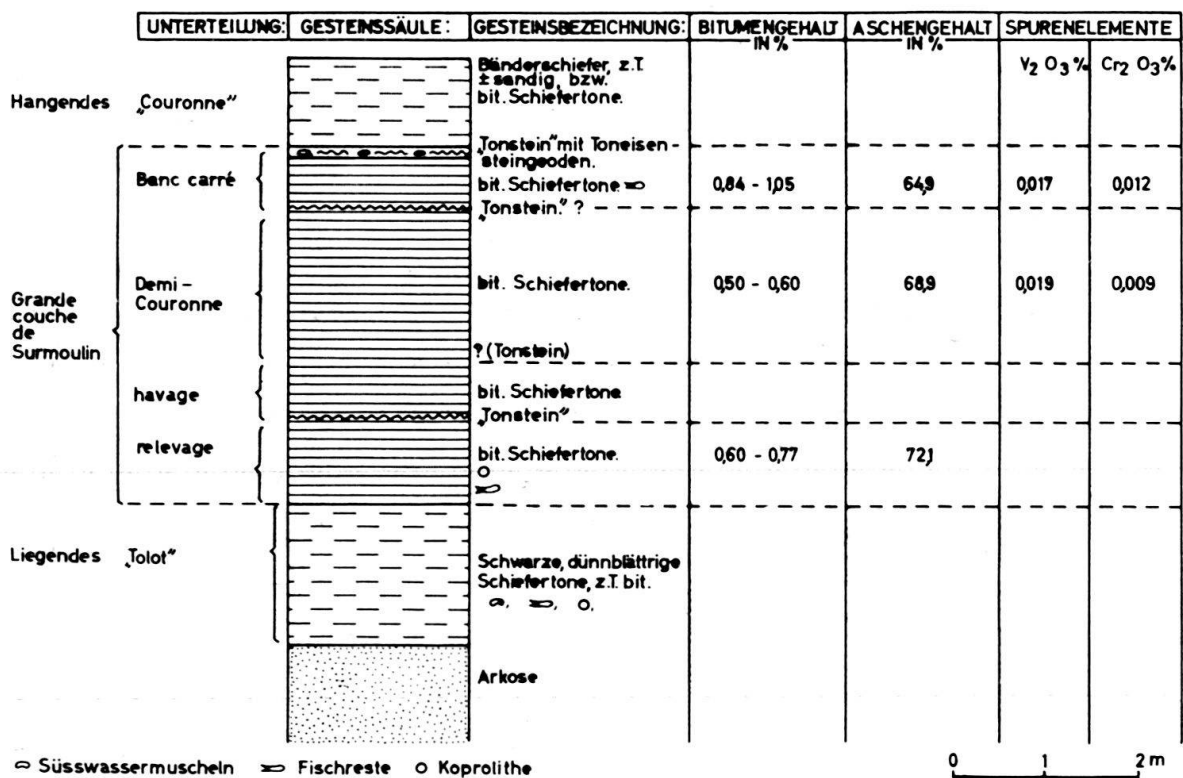 UNTERTEILUNG: GESTEINSSÄULE: GESTEINSBEZEICHNUNG: BITUMENGEHALT IN % ASCHENGEHALT IN % SPURENELEMENTE
V2 O3 % Cr2 O3 %
Hangendes „Couronne“
Bänderschiefer, z.T.
± sandig, bzw.
bit. Schiefertone.
„Tonstein“ mit Toneisen-
steingeoden.
Banc carré bit. Schiefertone 0,84 - 1,05 64,9 0,017 0,012
„Tonstein.“ ?
Grande
couche
de
Surmoulin
Demi-
Couronne
bit. Schiefertone. 0,50 - 0,60 68,9 0,019 0,009
? (Tonstein)
havage bit. Schiefertone
„Tonstein“
relevage bit. Schiefertone. 0,60 - 0,77 72,1
Liegendes „Tolot“
Schwarze, dünnblättrige
Schiefertone, z.T. bit.
Arkose
Süsswassermuscheln Fischreste Koprolithe
0 1 2 m